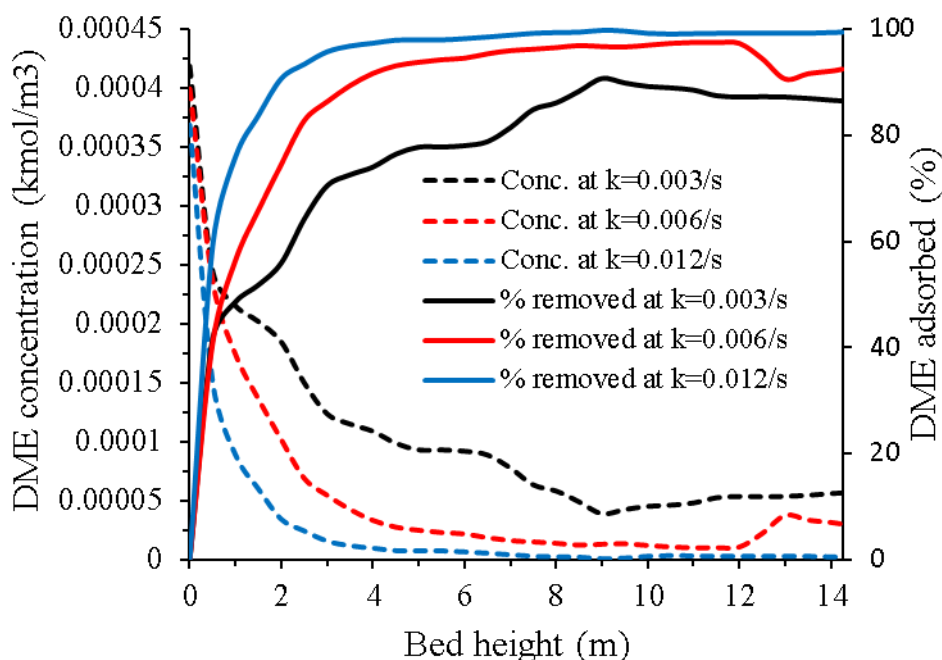 DME concentration (kmol/m3)
0.00045
0.0004
0.00035
0.0003
0.00025
0.0002
0.00015
0.0001
0.00005
0
Conc. at k=0.003/s
Conc. at k=0.006/s
Conc. at k=0.012/s
% removed at k=0.003/s
% removed at k=0.006/s
% removed at k=0.012/s
100
80
60
40
20
0
DME adsorbed (%)
0 2 4 6 8 10 12 14
Bed height (m)